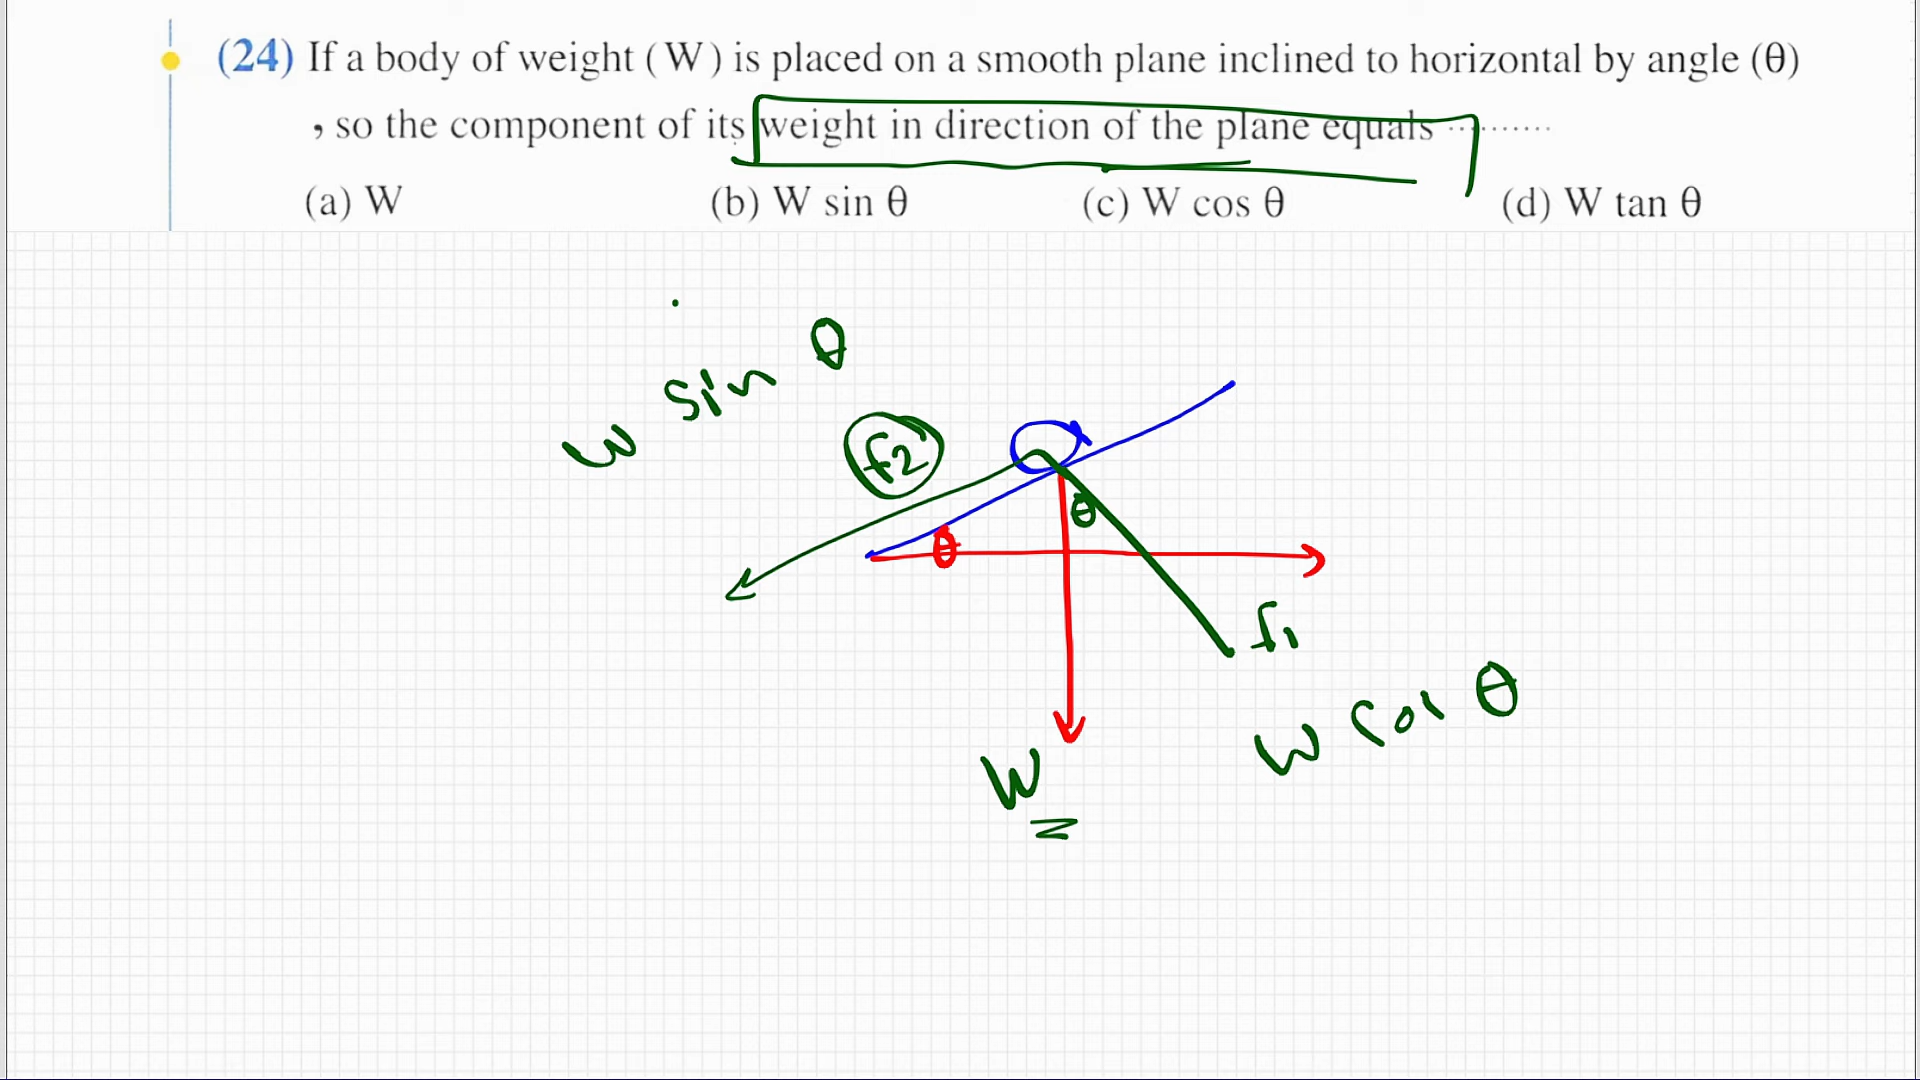 (24) If a body of weight (W) is placed on a smooth plane inclined to horizontal by angle (θ)
, so the component of its weight in direction of the plane equals ..........
(a) W (b) W sin θ (c) W cos θ (d) W tan θ
W sin θ
f2
θ
θ
f1
W cos θ
W